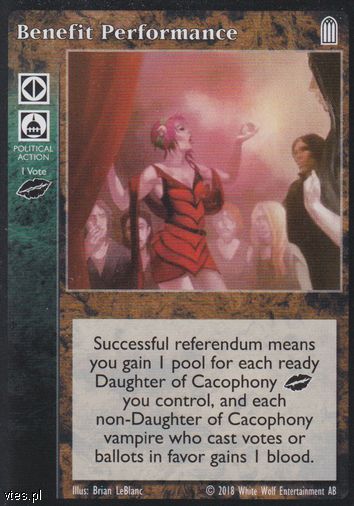 Benefit Performance
POLITICAL
ACTION
1 Vote
Successful referendum means
you gain 1 pool for each ready
Daughter of Cacophony
you control, and each
non-Daughter of Cacophony
vampire who cast votes or
ballots in favor gains 1 blood.
vtes.pl
Illus: Brian LeBlanc
© 2018 White Wolf Entertainment AB